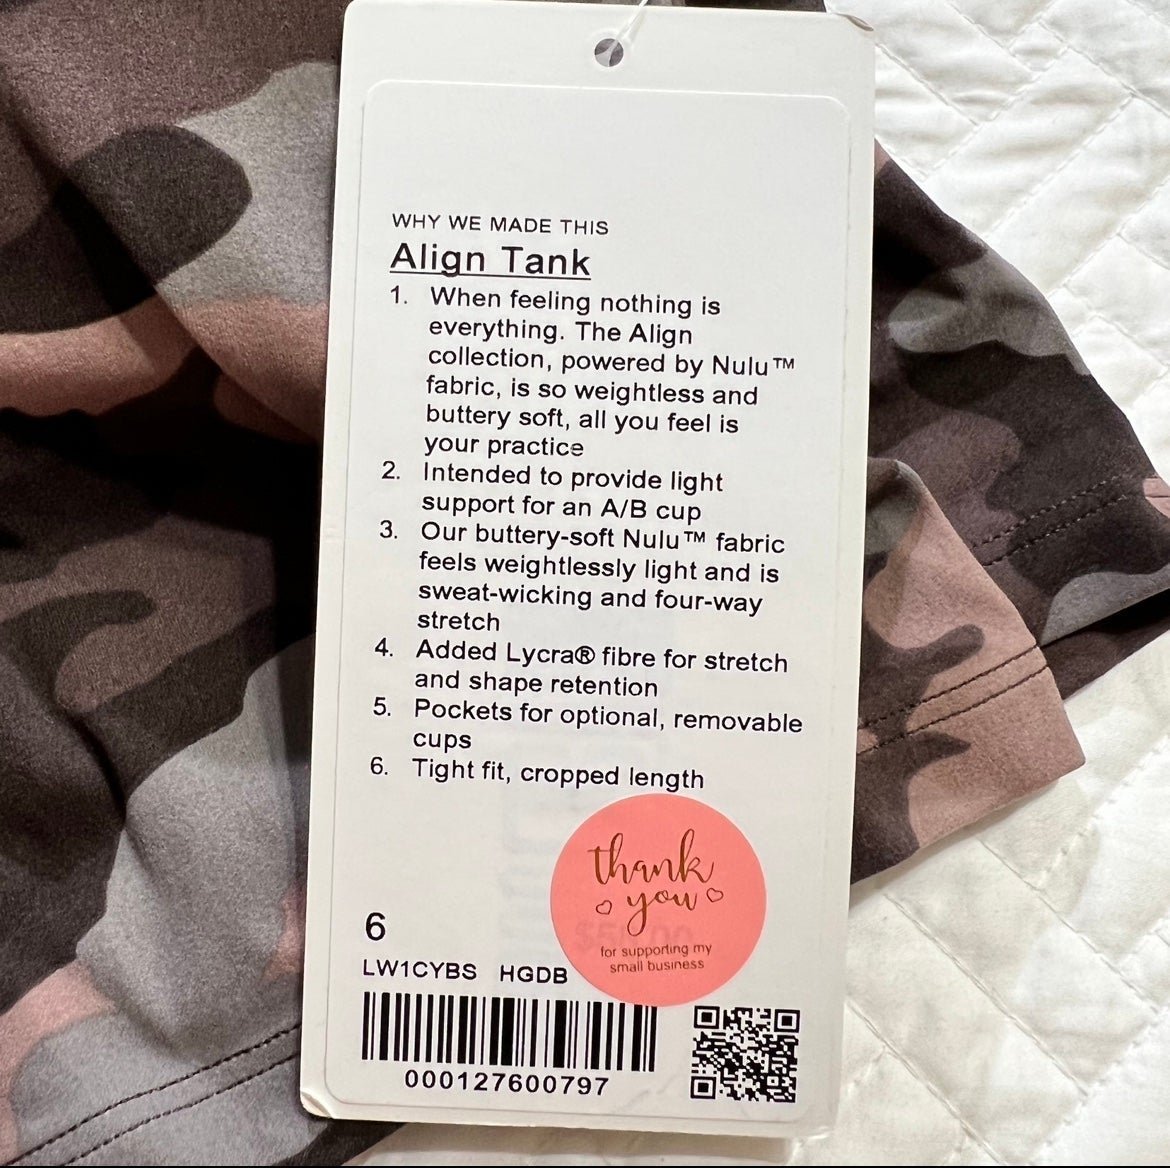 WHY WE MADE THIS
Align Tank
1. When feeling nothing is
everything. The Align
collection, powered by Nulu™
fabric, is so weightless and
buttery soft, all you feel is
your practice
2. Intended to provide light
support for an A/B cup
3. Our buttery-soft Nulu™ fabric
feels weightlessly light and is
sweat-wicking and four-way
stretch
4. Added Lycra® fibre for stretch
and shape retention
5. Pockets for optional, removable
cups
6. Tight fit, cropped length
thank
you
for supporting my
small business
6
LW1CYBS HGDB
000127600797